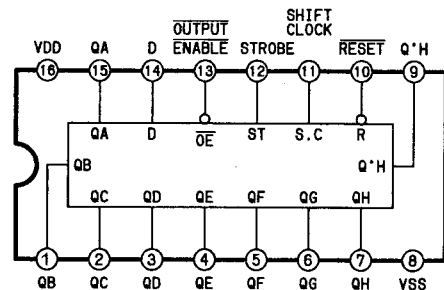 SHIFT
OUTPUT CLOCK
VDD QA D ENABLE STROBE RESET Q'H
16 15 14 13 12 11 10 9
QA D OE ST S.C R
QB Q'H
QC QD QE QF QG QH
1 2 3 4 5 6 7 8
QB QC QD QE QF QG QH VSS